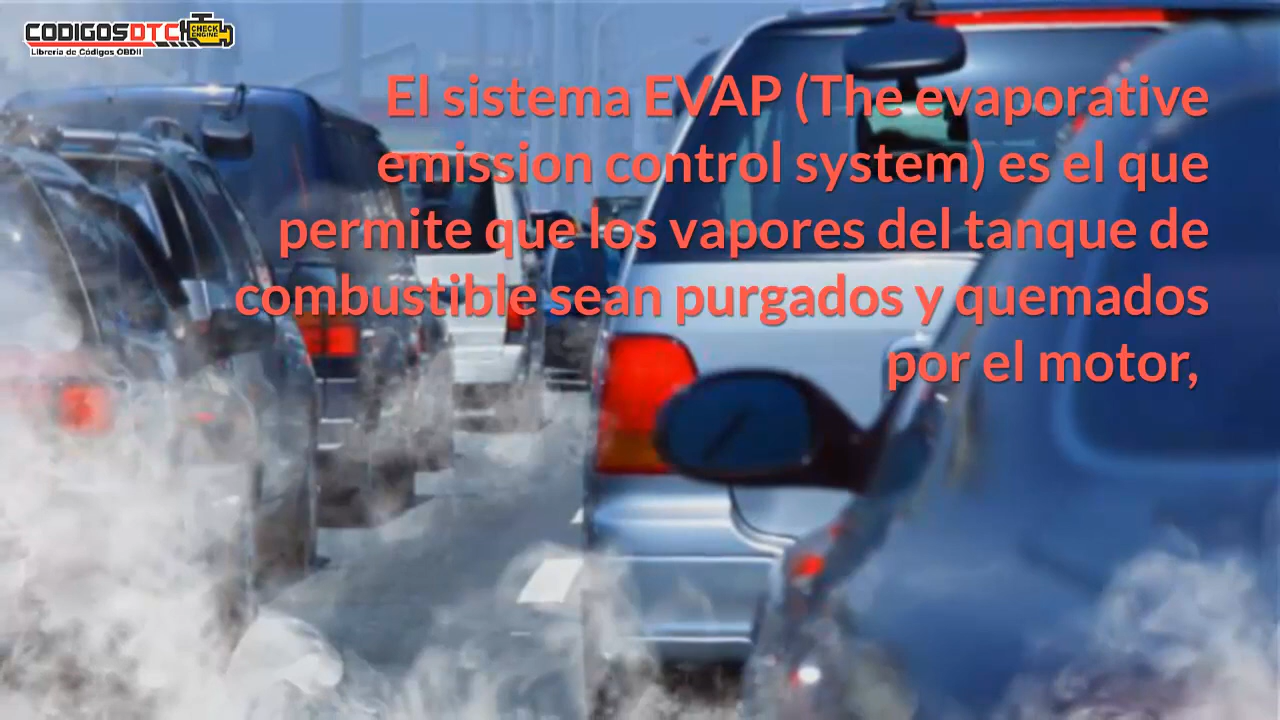 CODIGOSDTC
CHECK
ENGINE
Libreria de Códigos OBDII
El sistema EVAP (The evaporative
emission control system) es el que
permite que los vapores del tanque de
combustible sean purgados y quemados
por el motor,